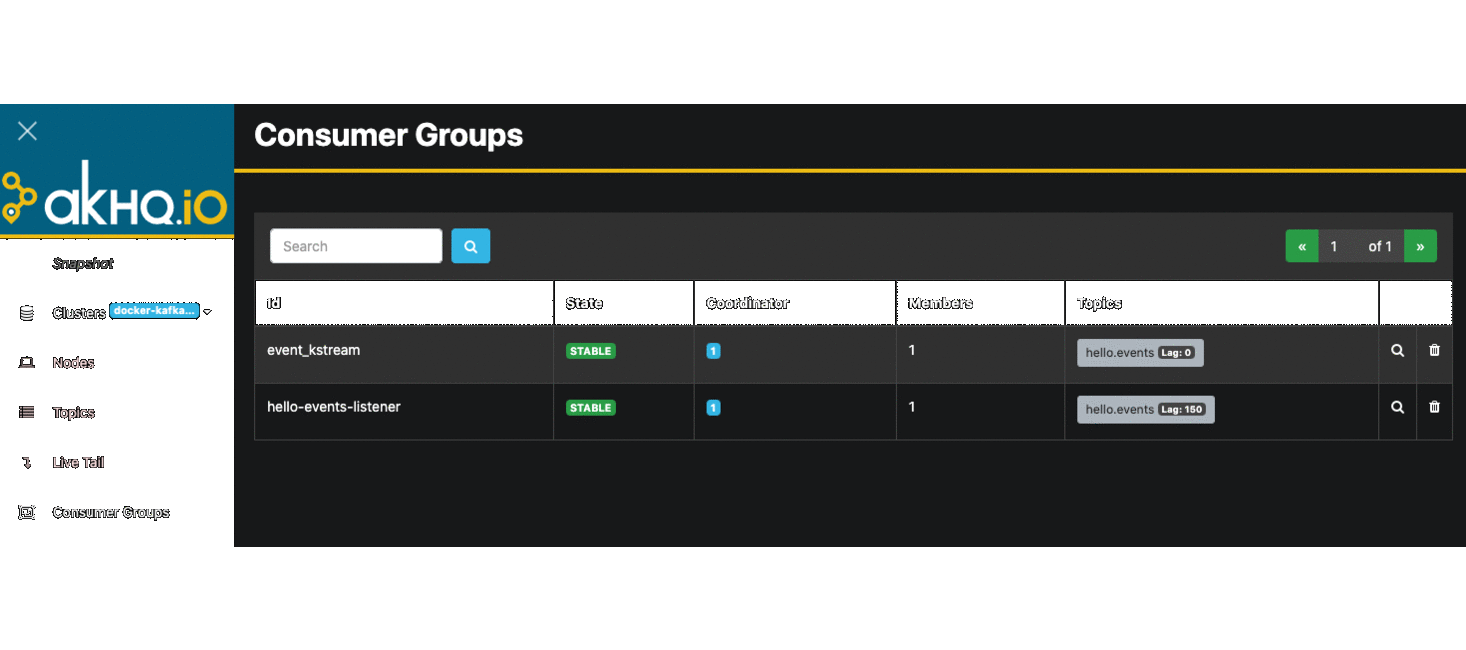 Consumer Groups
akHQ.io
Snapshot
Clusters docker-kafka...
Nodes
Topics
Live Tail
Consumer Groups
Search
« 1 of 1 »
Id State Coordinator Members Topics
event_kstream STABLE 1 1 hello.events Lag: 0
hello-events-listener STABLE 1 1 hello.events Lag: 150